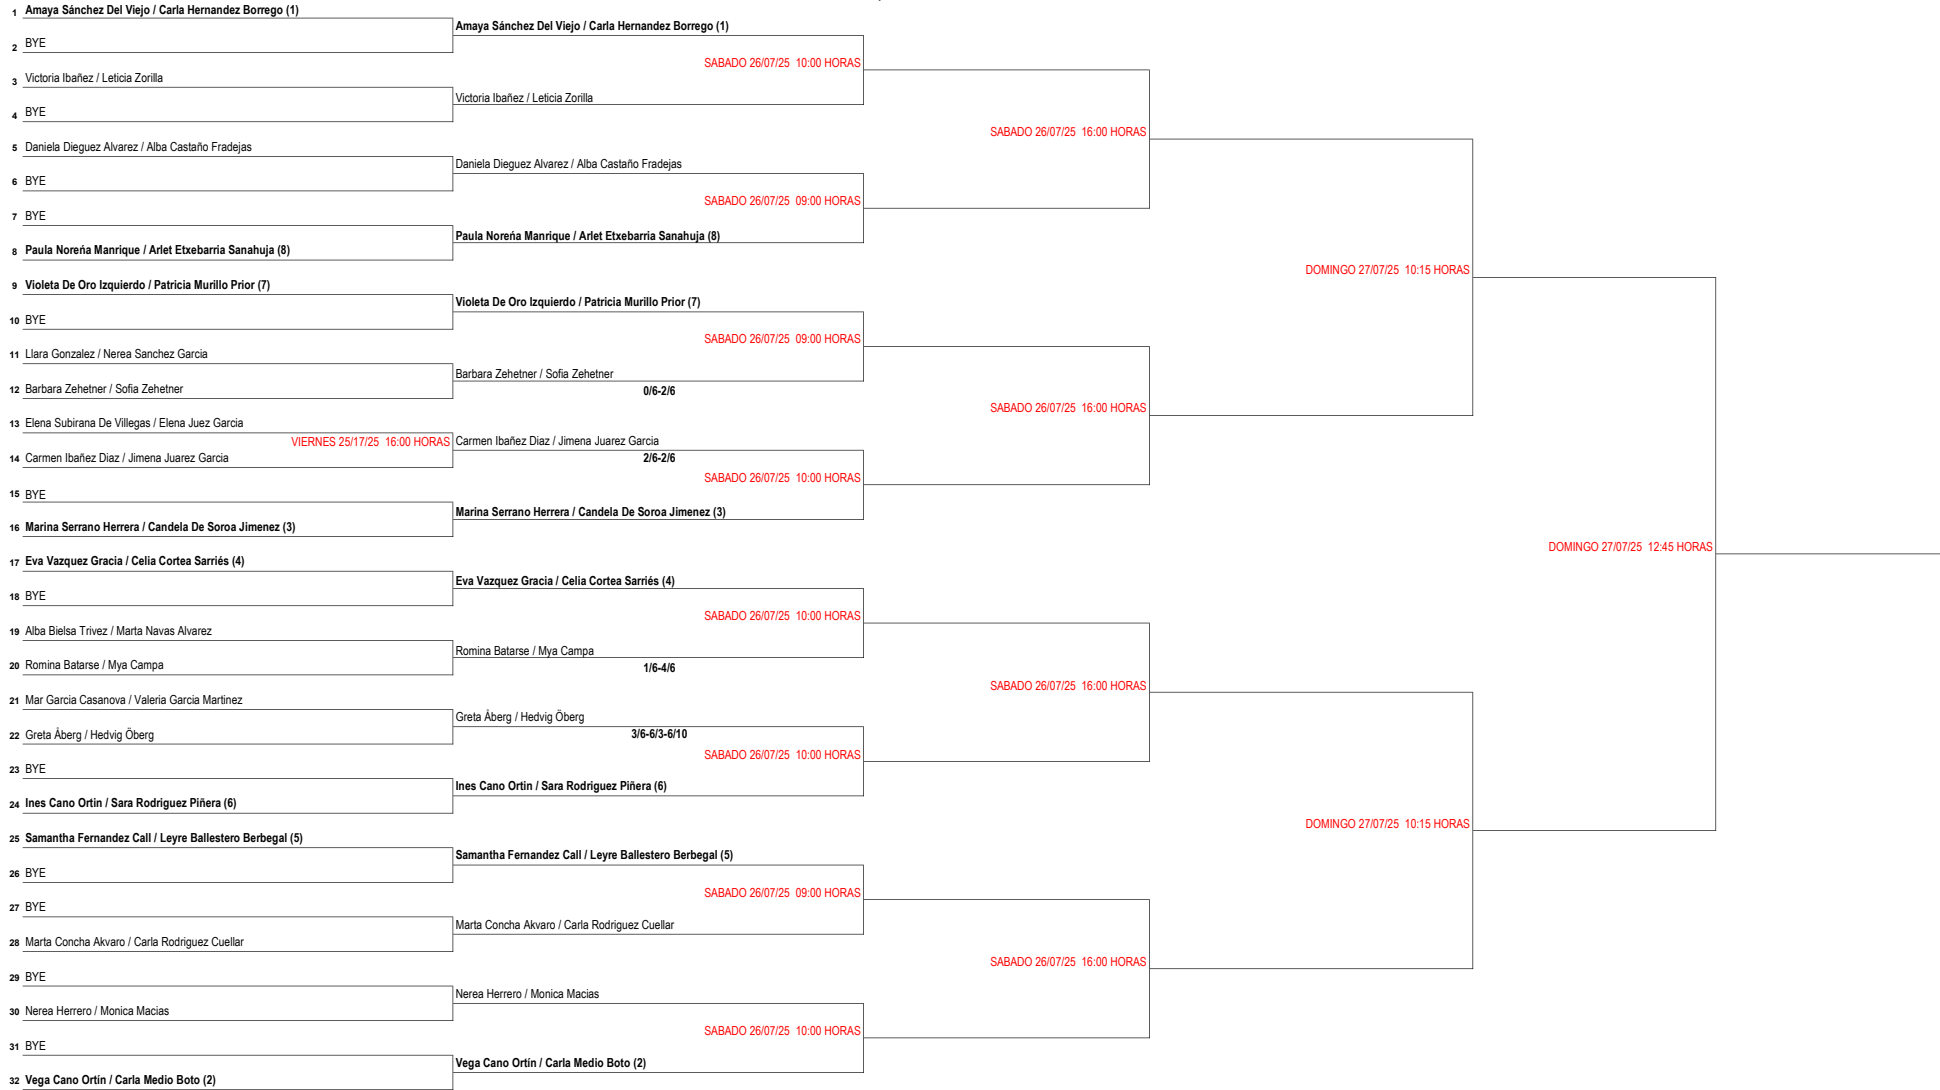 1 Amaya Sánchez Del Viejo / Carla Hernandez Borrego (1)
Amaya Sánchez Del Viejo / Carla Hernandez Borrego (1)
2 BYE
SABADO 26/07/25 10:00 HORAS
3 Victoria Ibañez / Leticia Zorilla
Victoria Ibañez / Leticia Zorilla
4 BYE
SABADO 26/07/25 16:00 HORAS
5 Daniela Dieguez Alvarez / Alba Castaño Fradejas
Daniela Dieguez Alvarez / Alba Castaño Fradejas
6 BYE
SABADO 26/07/25 09:00 HORAS
7 BYE
Paula Noreńa Manrique / Arlet Etxebarria Sanahuja (8)
8 Paula Noreńa Manrique / Arlet Etxebarria Sanahuja (8)
DOMINGO 27/07/25 10:15 HORAS
9 Violeta De Oro Izquierdo / Patricia Murillo Prior (7)
Violeta De Oro Izquierdo / Patricia Murillo Prior (7)
10 BYE
SABADO 26/07/25 09:00 HORAS
11 Llara Gonzalez / Nerea Sanchez Garcia
Barbara Zehetner / Sofia Zehetner
12 Barbara Zehetner / Sofia Zehetner
0/6-2/6
SABADO 26/07/25 16:00 HORAS
13 Elena Subirana De Villegas / Elena Juez Garcia
VIERNES 25/17/25 16:00 HORAS
Carmen Ibañez Diaz / Jimena Juarez Garcia
14 Carmen Ibañez Diaz / Jimena Juarez Garcia
2/6-2/6
SABADO 26/07/25 10:00 HORAS
15 BYE
Marina Serrano Herrera / Candela De Soroa Jimenez (3)
16 Marina Serrano Herrera / Candela De Soroa Jimenez (3)
DOMINGO 27/07/25 12:45 HORAS
17 Eva Vazquez Gracia / Celia Cortea Sarriés (4)
Eva Vazquez Gracia / Celia Cortea Sarriés (4)
18 BYE
SABADO 26/07/25 10:00 HORAS
19 Alba Bielsa Trivez / Marta Navas Alvarez
Romina Batarse / Mya Campa
20 Romina Batarse / Mya Campa
1/6-4/6
SABADO 26/07/25 16:00 HORAS
21 Mar Garcia Casanova / Valeria Garcia Martinez
Greta Åberg / Hedvig Öberg
22 Greta Åberg / Hedvig Öberg
3/6-6/3-6/10
SABADO 26/07/25 10:00 HORAS
23 BYE
Ines Cano Ortin / Sara Rodriguez Piñera (6)
24 Ines Cano Ortin / Sara Rodriguez Piñera (6)
DOMINGO 27/07/25 10:15 HORAS
25 Samantha Fernandez Call / Leyre Ballestero Berbegal (5)
Samantha Fernandez Call / Leyre Ballestero Berbegal (5)
26 BYE
SABADO 26/07/25 09:00 HORAS
27 BYE
Marta Concha Akvaro / Carla Rodriguez Cuellar
28 Marta Concha Akvaro / Carla Rodriguez Cuellar
SABADO 26/07/25 16:00 HORAS
29 BYE
Nerea Herrero / Monica Macias
30 Nerea Herrero / Monica Macias
SABADO 26/07/25 10:00 HORAS
31 BYE
Vega Cano Ortín / Carla Medio Boto (2)
32 Vega Cano Ortín / Carla Medio Boto (2)